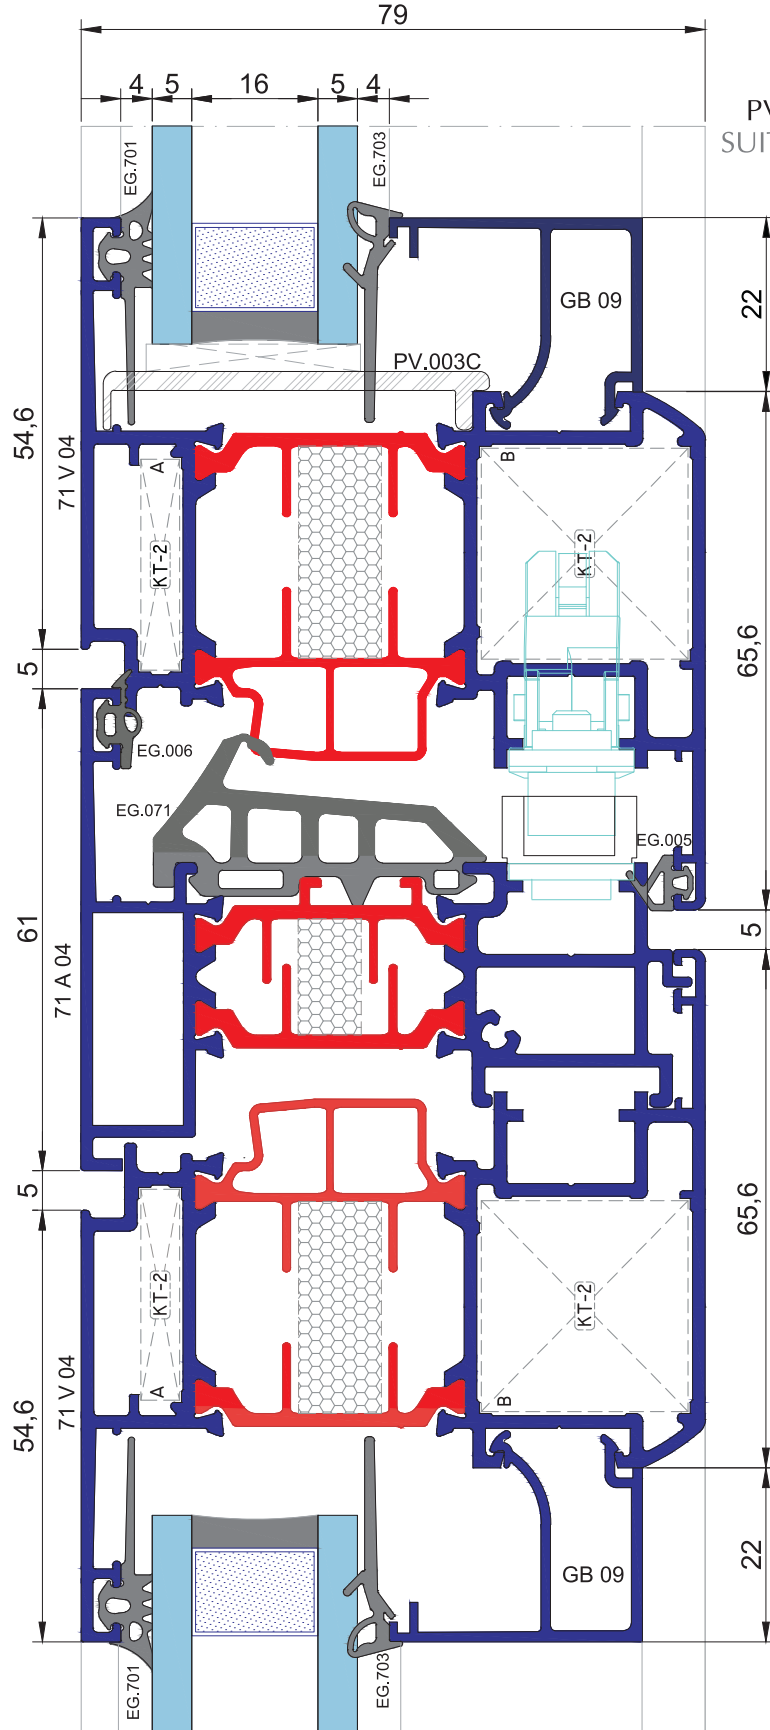 79
4 5 16 5 4
PV
SUIT
EG.701
EG.703
GB 09
22
PV.003C
54,6
71 V 04
A
B
KT-2
KT-2
65,6
5
EG.006
EG.071
EG.005
61
71 A 04
5
5
65,6
KT-2
KT-2
A
B
54,6
71 V 04
22
GB 09
EG.701
EG.703